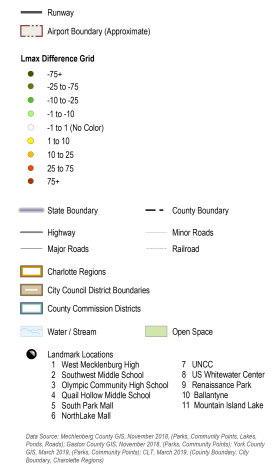 Runway
Airport Boundary (Approximate)
Lmax Difference Grid
-75+
-25 to -75
-10 to -25
-1 to -10
-1 to 1 (No Color)
1 to 10
10 to 25
25 to 75
75+
State Boundary
County Boundary
Highway
Minor Roads
Major Roads
Railroad
Charlotte Regions
City Council District Boundaries
County Commission Districts
Water / Stream
Open Space
Landmark Locations
1 West Mecklenburg High
2 Southwest Middle School
3 Olympic Community High School
4 Quail Hollow Middle School
5 South Park Mall
6 NorthLake Mall
7 UNCC
8 US Whitewater Center
9 Renaissance Park
10 Ballantyne
11 Mountain Island Lake
Data Source: Mechlenberg County GIS, November 2018, (Parks, Community Points, Lakes,
Ponds, Roads); Gaston County GIS, November 2018, (Parks, Community Points); York County
GIS, March 2019, (Parks, Community Points); CLT, March 2019, (County Boundary, City
Boundary, Charolette Regions)